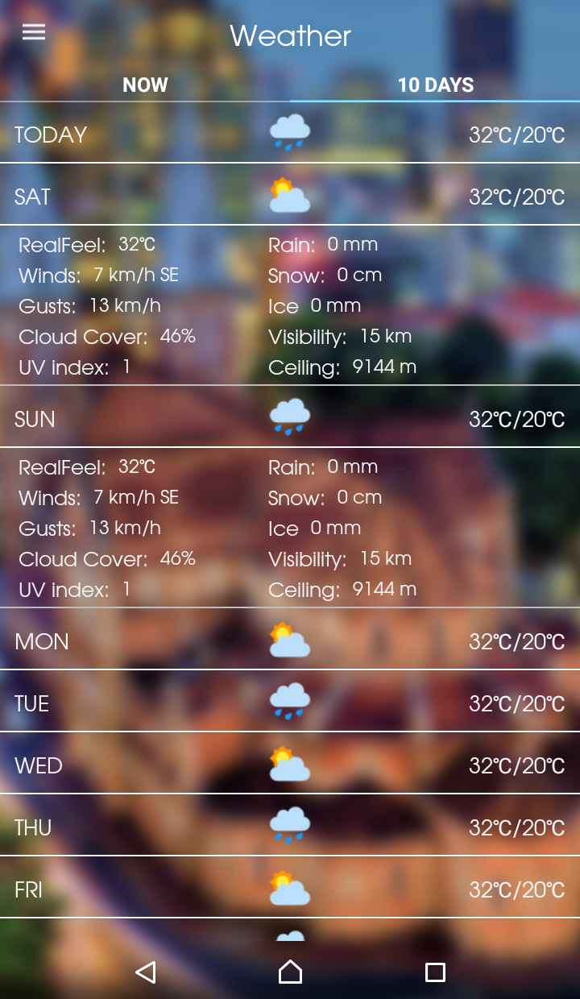 Weather
NOW 10 DAYS
TODAY 32℃/20℃
SAT 32℃/20℃
RealFeel: 32℃ Rain: 0 mm
Winds: 7 km/h SE Snow: 0 cm
Gusts: 13 km/h Ice 0 mm
Cloud Cover: 46% Visibility: 15 km
UV index: 1 Ceiling: 9144 m
SUN 32℃/20℃
RealFeel: 32℃ Rain: 0 mm
Winds: 7 km/h SE Snow: 0 cm
Gusts: 13 km/h Ice 0 mm
Cloud Cover: 46% Visibility: 15 km
UV index: 1 Ceiling: 9144 m
MON 32℃/20℃
TUE 32℃/20℃
WED 32℃/20℃
THU 32℃/20℃
FRI 32℃/20℃